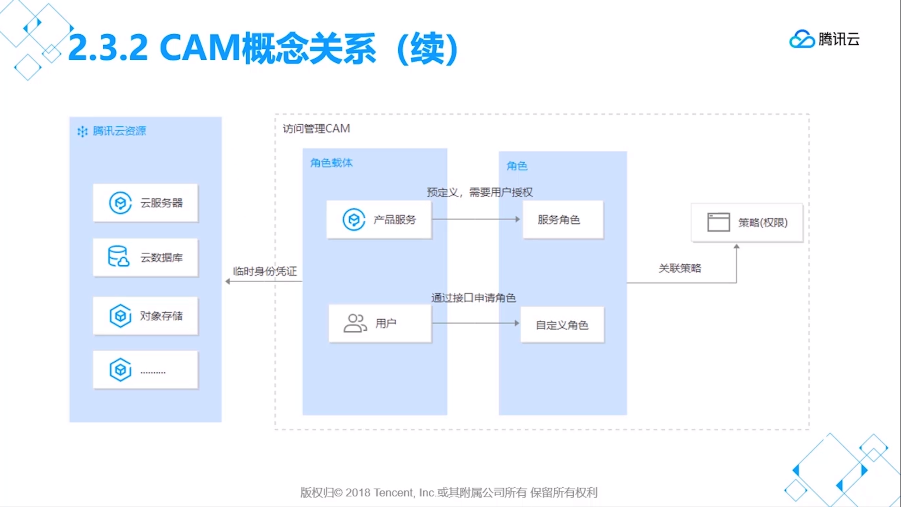 2.3.2 CAM概念关系（续)
腾讯云
腾讯云资源
云服务器
云数据库
对象存储
..........
临时身份凭证
访问管理CAM
角色载体
产品服务
用户
预定义，需要用户授权
通过接口申请角色
角色
服务角色
自定义角色
关联策略
策略(权限)
版权归© 2018 Tencent, Inc.或其附属公司所有 保留所有权利